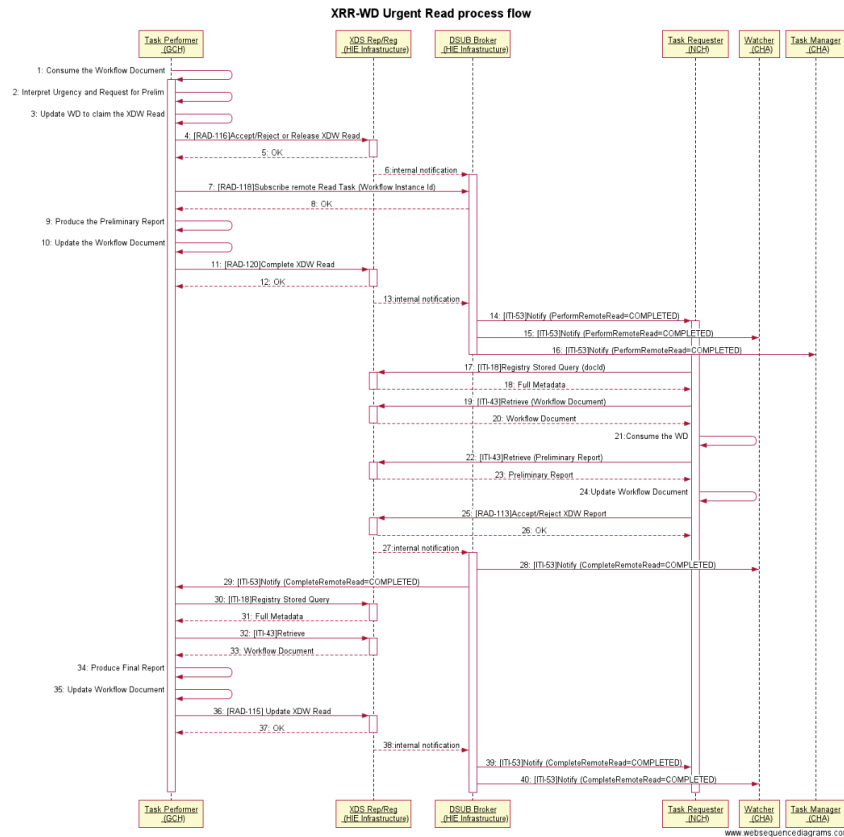 XRR-WD Urgent Read process flow
Task Performer
(GCH)
XDS Rep/Reg
(HIE Infrastructure)
DSUB Broker
(HIE Infrastructure)
Task Requester
(NCH)
Watcher
(CHA)
Task Manager
(CHA)
1: Consume the Workflow Document
2: Interpret Urgency and Request for Prelim
3: Update WD to claim the XDW Read
4: [RAD-116]Accept/Reject or Release XDW Read
5: OK
6:internal notification
7: [RAD-118]Subscribe remote Read Task (Workflow Instance Id)
8: OK
9: Produce the Preliminary Report
10: Update the Workflow Document
11: [RAD-120]Complete XDW Read
12: OK
13:internal notification
14: [ITI-53]Notify (PerformRemoteRead=COMPLETED)
15: [ITI-53]Notify (PerformRemoteRead=COMPLETED)
16: [ITI-53]Notify (PerformRemoteRead=COMPLETED)
17: [ITI-18]Registry Stored Query (docId)
18: Full Metadata
19: [ITI-43]Retrieve (Workflow Document)
20: Workflow Document
21:Consume the WD
22: [ITI-43]Retrieve (Preliminary Report)
23: Preliminary Report
24:Update Workflow Document
25: [RAD-113]Accept/Reject XDW Report
26: OK
27:internal notification
28: [ITI-53]Notify (CompleteRemoteRead=COMPLETED)
29: [ITI-53]Notify (CompleteRemoteRead=COMPLETED)
30: [ITI-18]Registry Stored Query
31: Full Metadata
32: [ITI-43]Retrieve
33: Workflow Document
34: Produce Final Report
35: Update Workflow Document
36: [RAD-115] Update XDW Read
37: OK
38:internal notification
39: [ITI-53]Notify (CompleteRemoteRead=COMPLETED)
40: [ITI-53]Notify (CompleteRemoteRead=COMPLETED)
Task Performer
(GCH)
XDS Rep/Reg
(HIE Infrastructure)
DSUB Broker
(HIE Infrastructure)
Task Requester
(NCH)
Watcher
(CHA)
Task Manager
(CHA)